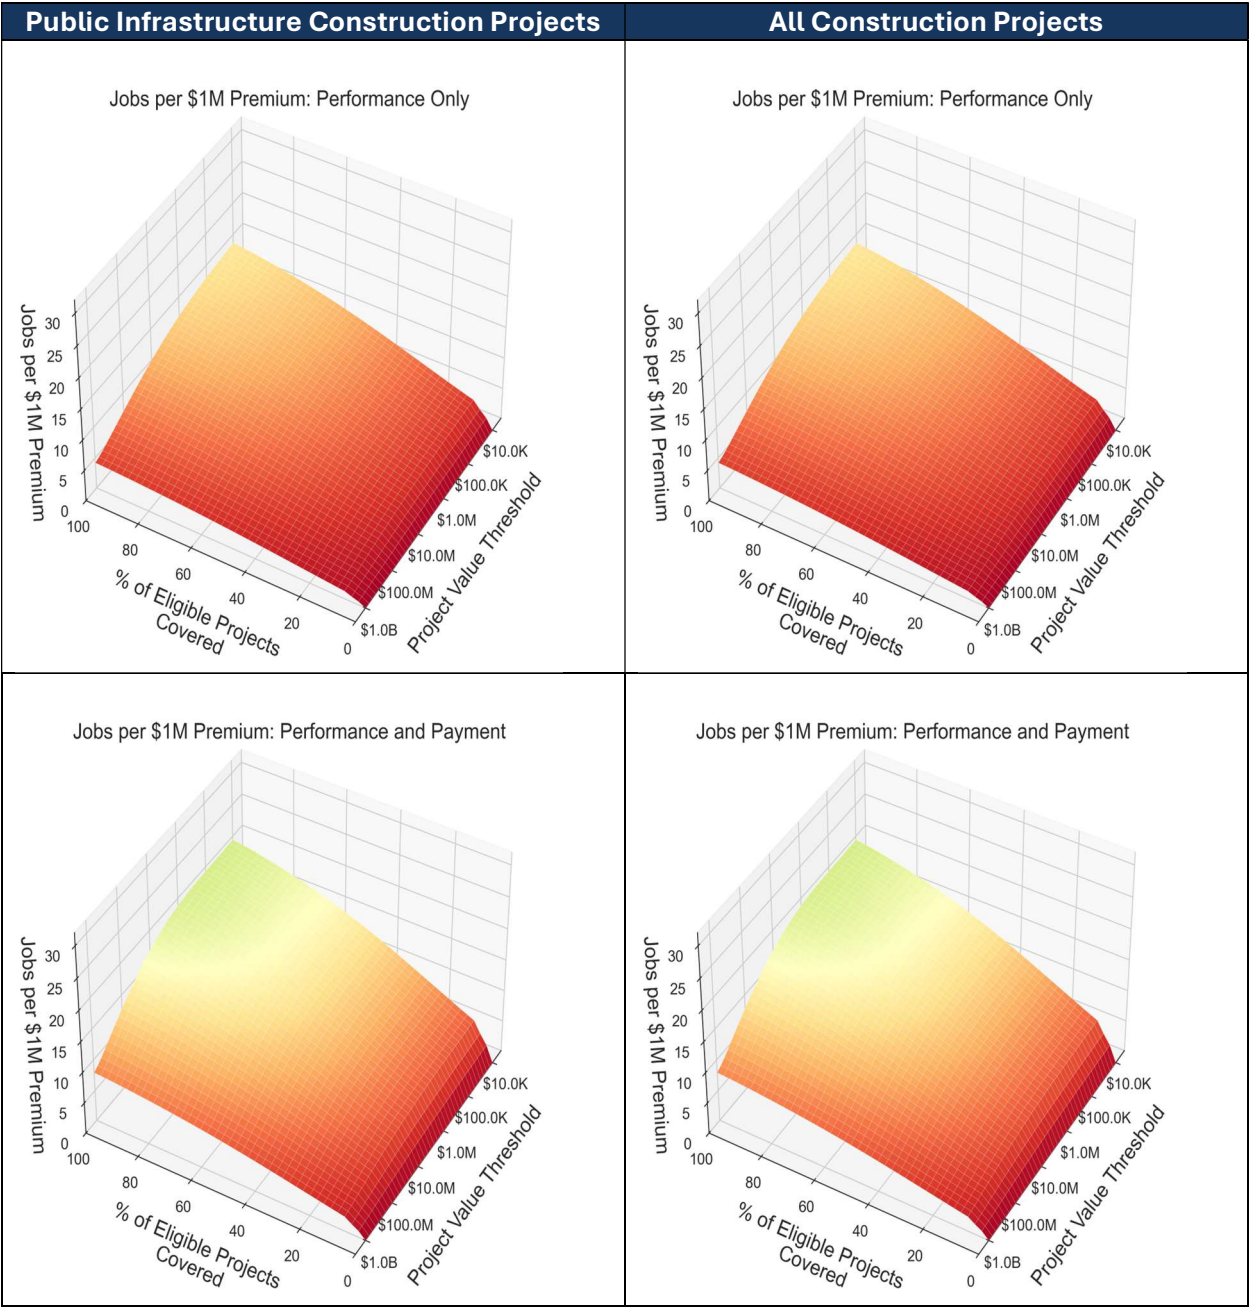 Public Infrastructure Construction Projects
All Construction Projects
Jobs per $1M Premium: Performance Only
Jobs per $1M Premium
30
25
20
15
10
5
0
100
80
60
40
20
0
% of Eligible Projects
Covered
$10.0K
$100.0K
$1.0M
$10.0M
$100.0M
$1.0B
Project Value Threshold
Jobs per $1M Premium: Performance Only
Jobs per $1M Premium
30
25
20
15
10
5
0
100
80
60
40
20
0
% of Eligible Projects
Covered
$10.0K
$100.0K
$1.0M
$10.0M
$100.0M
$1.0B
Project Value Threshold
Jobs per $1M Premium: Performance and Payment
Jobs per $1M Premium
30
25
20
15
10
5
0
100
80
60
40
20
0
% of Eligible Projects
Covered
$10.0K
$100.0K
$1.0M
$10.0M
$100.0M
$1.0B
Project Value Threshold
Jobs per $1M Premium: Performance and Payment
Jobs per $1M Premium
30
25
20
15
10
5
0
100
80
60
40
20
0
% of Eligible Projects
Covered
$10.0K
$100.0K
$1.0M
$10.0M
$100.0M
$1.0B
Project Value Threshold